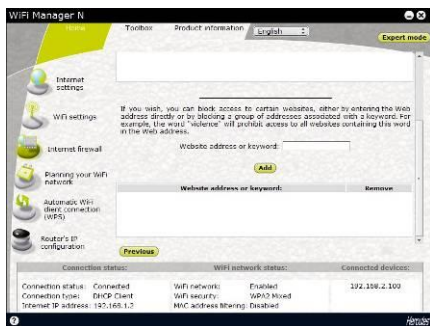 WiFi Manager N
Home Toolbox Product information English
Expert mode
Internet
settings
WiFi settings
Internet firewall
Planning your WiFi
network
Automatic WiFi
client connection
(WPS)
Router's IP
configuration
If you wish, you can block access to certain websites, either by entering the Web
address directly or by blocking a group of addresses associated with a keyword. For
example, the word "violence" will prohibit access to all websites containing this word
in the Web address.
Website address or keyword:
Add
Website address or keyword: Remove
Previous
Connection status: WiFi network status: Connected devices:
Connection status: Connected WiFi network: Enabled 192.168.2.100
Connection type: DHCP Client WiFi security: WPA2 Mixed
Internet IP address: 192.168.1.2 MAC address filtering: Disabled
Hercules